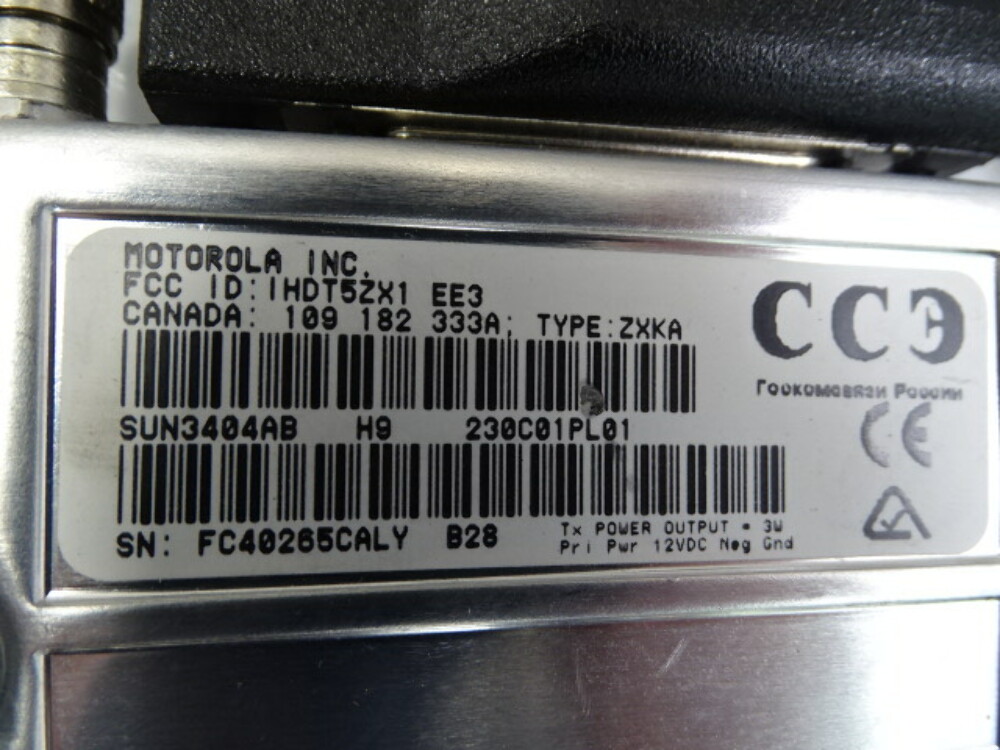 MOTOROLA INC.
FCC ID:IHDT5ZX1 EE3
CANADA: 109 182 333A; TYPE:ZXKA
SUN3404AB H9 230C01PL01
SN: FC40265CALY B28
Tx POWER OUTPUT = 3W
Pri Pwr 12VDC Neg Gnd
ССЭ
Госкомсвязи России
CE